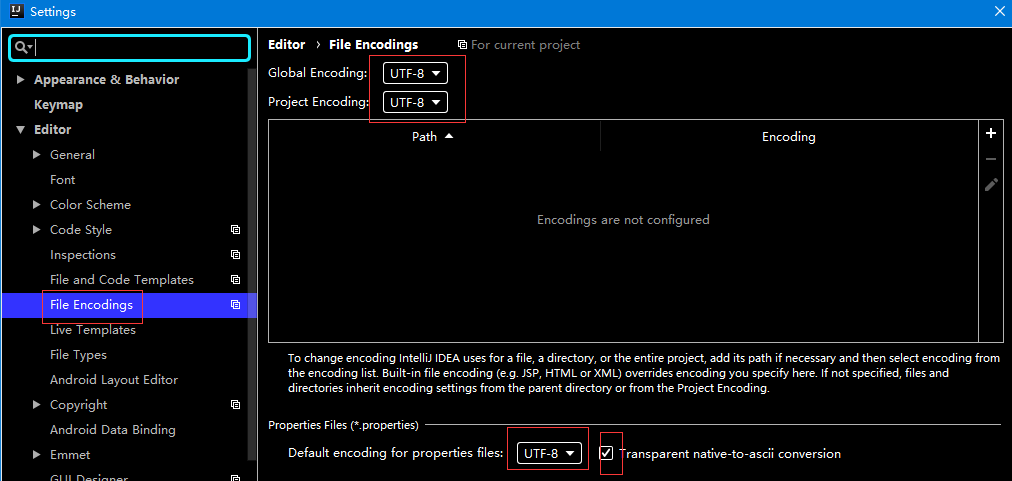 IJ Settings
Appearance & Behavior
Keymap
Editor
General
Font
Color Scheme
Code Style
Inspections
File and Code Templates
File Encodings
Live Templates
File Types
Android Layout Editor
Copyright
Android Data Binding
Emmet
GUI Designer
Editor › File Encodings For current project
Global Encoding: UTF-8
Project Encoding: UTF-8
Path Encoding
Encodings are not configured
To change encoding IntelliJ IDEA uses for a file, a directory, or the entire project, add its path if necessary and then select encoding from
the encoding list. Built-in file encoding (e.g. JSP, HTML or XML) overrides encoding you specify here. If not specified, files and
directories inherit encoding settings from the parent directory or from the Project Encoding.
Properties Files (*.properties)
Default encoding for properties files: UTF-8 Transparent native-to-ascii conversion